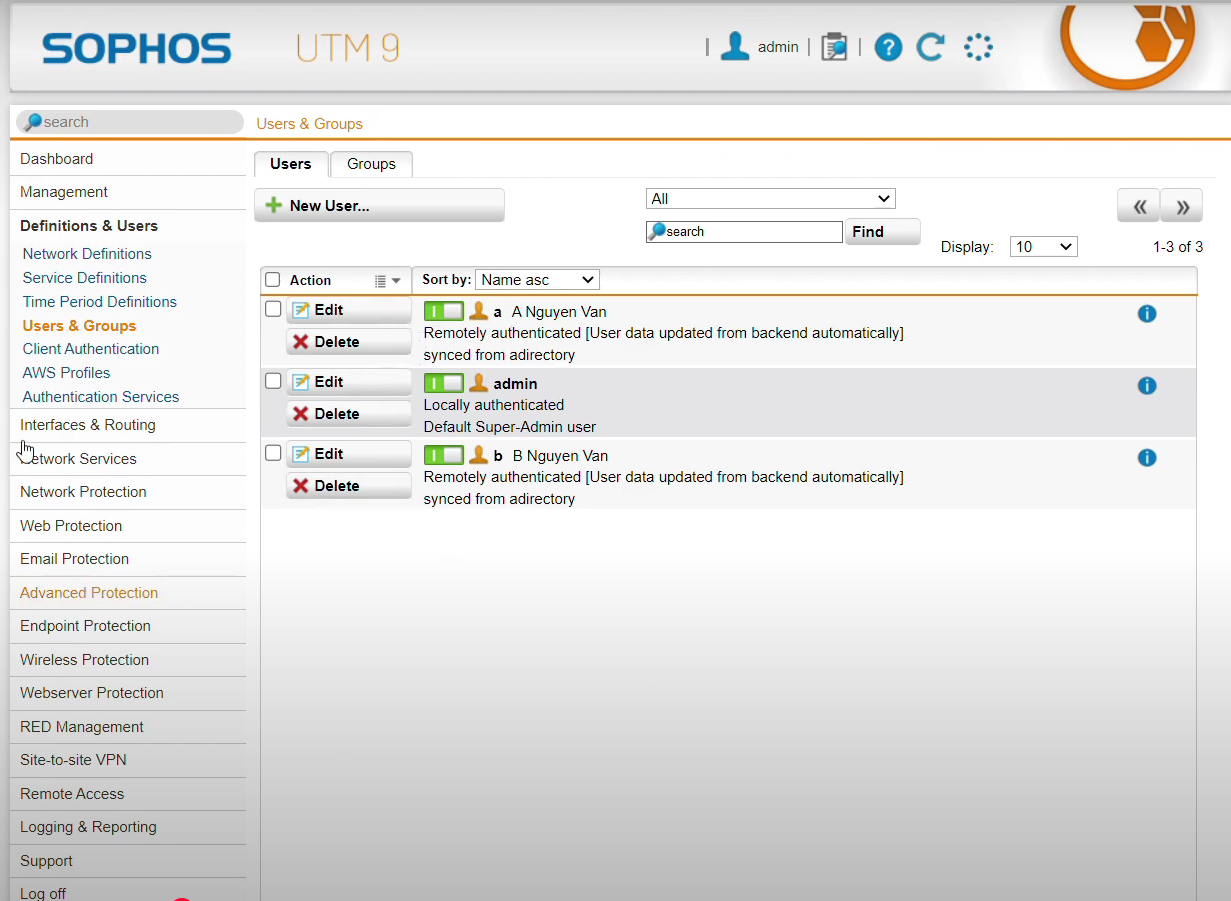 SOPHOS UTM 9
| admin | |
search
Users & Groups
Dashboard
Management
Definitions & Users
Network Definitions
Service Definitions
Time Period Definitions
Users & Groups
Client Authentication
AWS Profiles
Authentication Services
Interfaces & Routing
Network Services
Network Protection
Web Protection
Email Protection
Advanced Protection
Endpoint Protection
Wireless Protection
Webserver Protection
RED Management
Site-to-site VPN
Remote Access
Logging & Reporting
Support
Log off
Users Groups
New User...
All
search Find
Display: 10 1-3 of 3
Action Sort by: Name asc
Edit a A Nguyen Van
Remotely authenticated [User data updated from backend automatically]
Delete
synced from adirectory
Edit admin
Locally authenticated
Delete
Default Super-Admin user
Edit b B Nguyen Van
Remotely authenticated [User data updated from backend automatically]
Delete
synced from adirectory